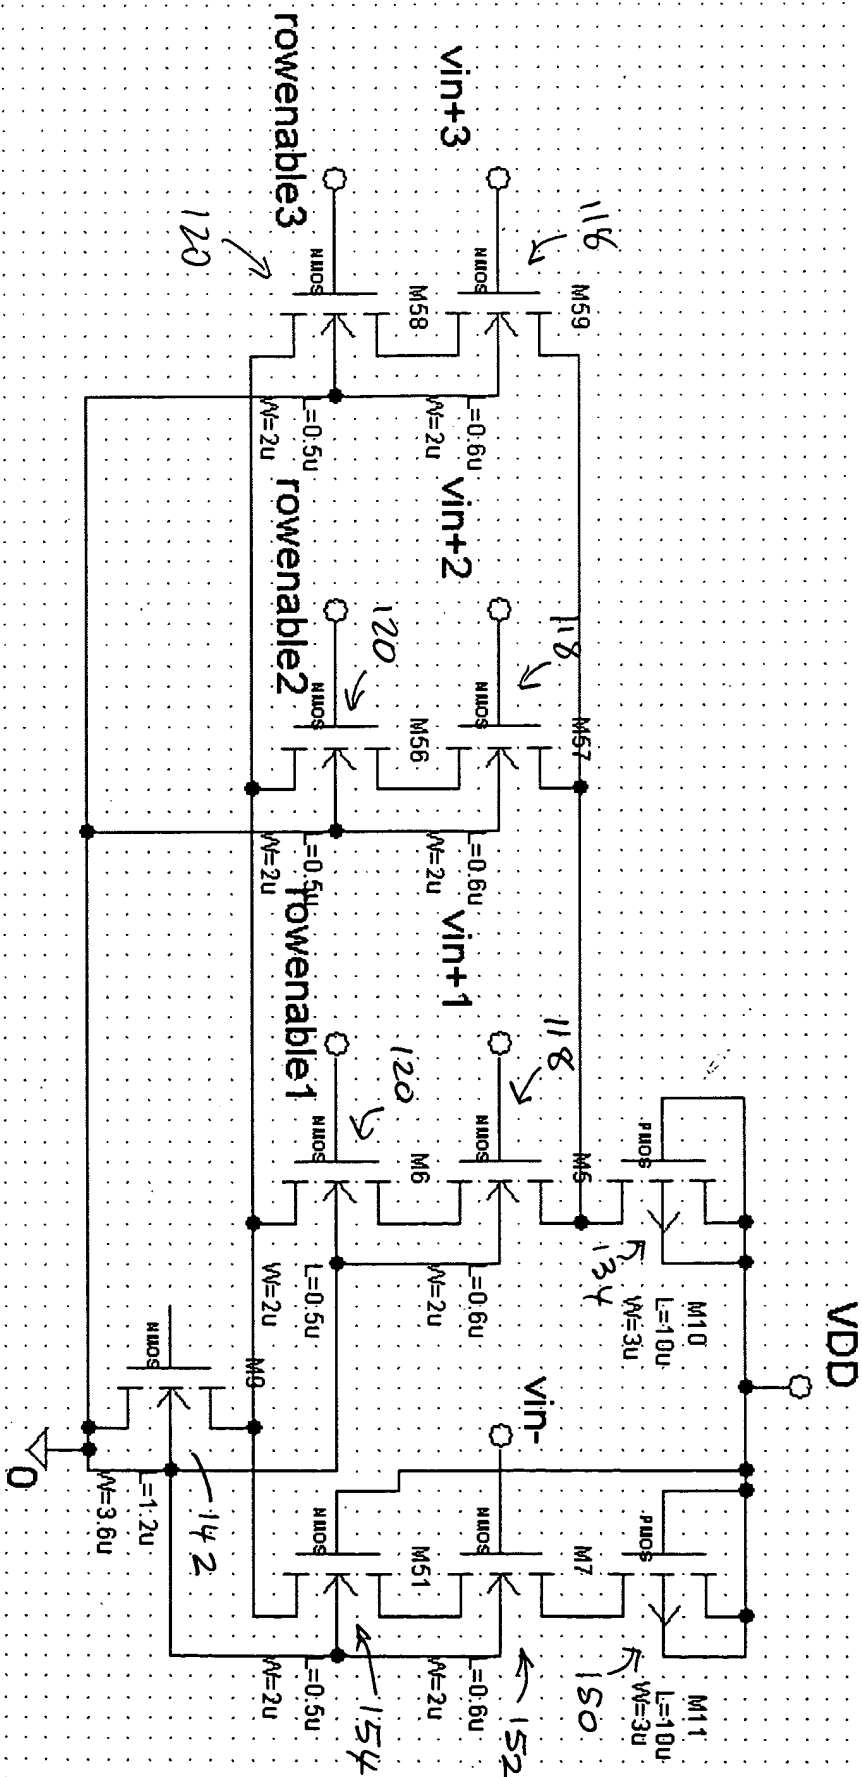 VDD
vin+3
rowenable3
118
120
NMOS
NMOS
M59
M58
L=0.6u
W=2u
L=0.5u
W=2u
vin+2
rowenable2
118
120
NMOS
NMOS
M57
M56
L=0.6u
W=2u
L=0.5u
W=2u
vin+1
rowenable1
118
120
NMOS
NMOS
M5
M6
L=0.6u
W=2u
L=0.5u
W=2u
PMOS
134
M10
L=10u
W=3u
NMOS
M9
142
L=1.2u
W=3.6u
0
vin-
PMOS
M11
L=10u
W=3u
150
NMOS
M7
L=0.6u
W=2u
152
NMOS
M51
L=0.5u
W=2u
154